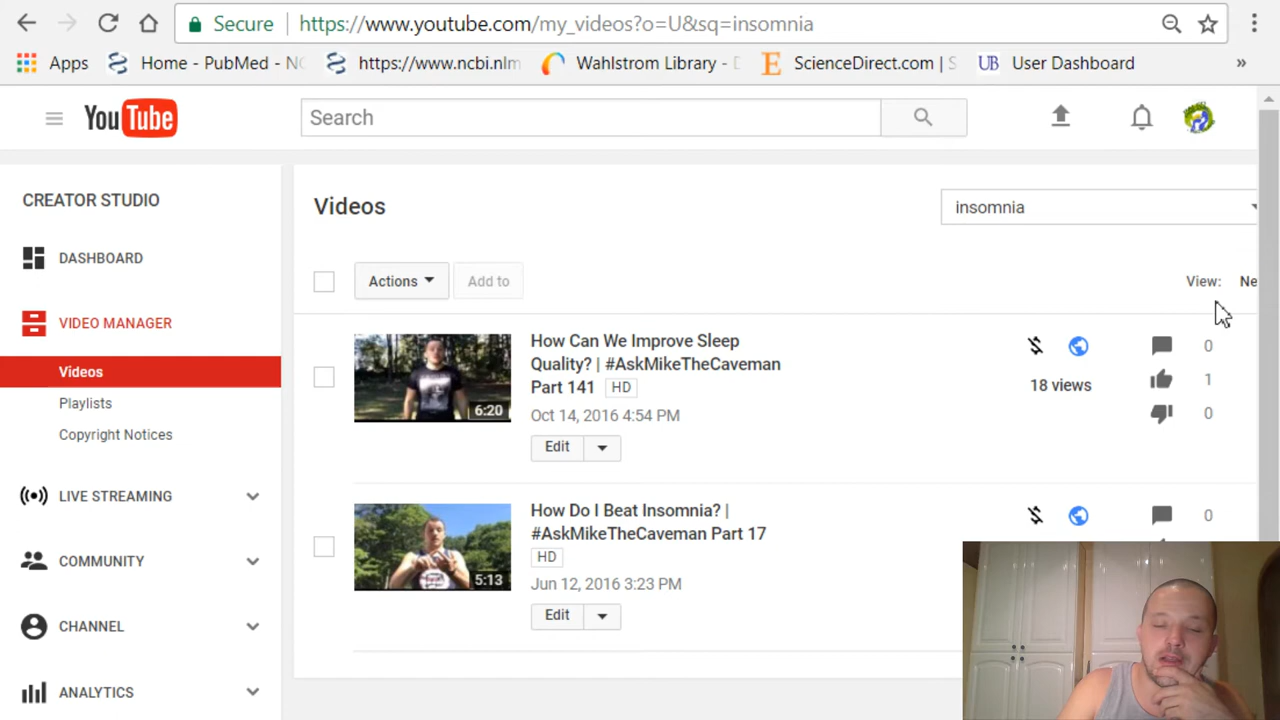 Secure https://www.youtube.com/my_videos?o=U&sq=insomnia
Apps Home - PubMed - NC https://www.ncbi.nlm Wahlstrom Library - D ScienceDirect.com | S UB User Dashboard »
YouTube Search
CREATOR STUDIO
DASHBOARD
VIDEO MANAGER
Videos
Playlists
Copyright Notices
LIVE STREAMING
COMMUNITY
CHANNEL
ANALYTICS
Videos
insomnia
Actions Add to
View: Ne
How Can We Improve Sleep
Quality? | #AskMikeTheCaveman
Part 141 HD
Oct 14, 2016 4:54 PM
Edit
6:20
18 views
0
1
0
How Do I Beat Insomnia? |
#AskMikeTheCaveman Part 17
HD
Jun 12, 2016 3:23 PM
Edit
5:13
0